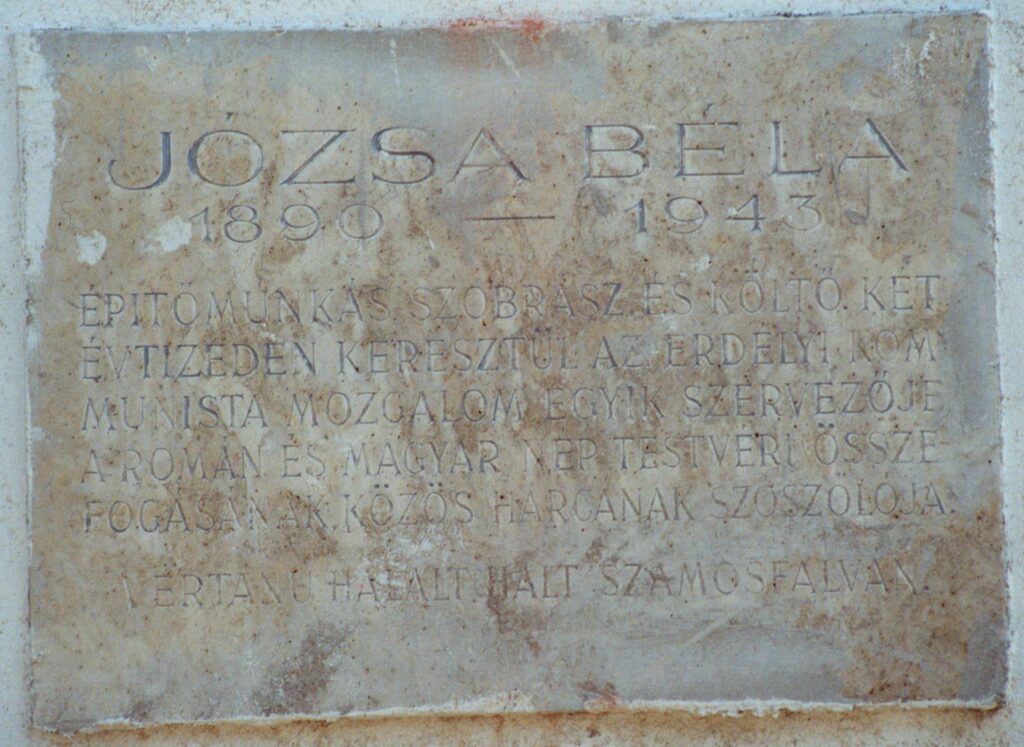 JÓZSA BÉLA
1890 — 1943
ÉPITŐMUNKÁS, SZOBRÁSZ ÉS KÖLTŐ. KÉT
ÉVTIZEDEN KERESZTÜL AZ ERDÉLYI KOM-
MUNISTA MOZGALOM EGYIK SZERVEZŐJE
A ROMÁN ÉS MAGYAR NÉP TESTVÉRI ÖSSZE-
FOGÁSÁNAK, KÖZÖS HARCÁNAK SZÓSZÓLÓJA.
VÉRTANÚ HALÁLT HALT SZAMOSFALVÁN.